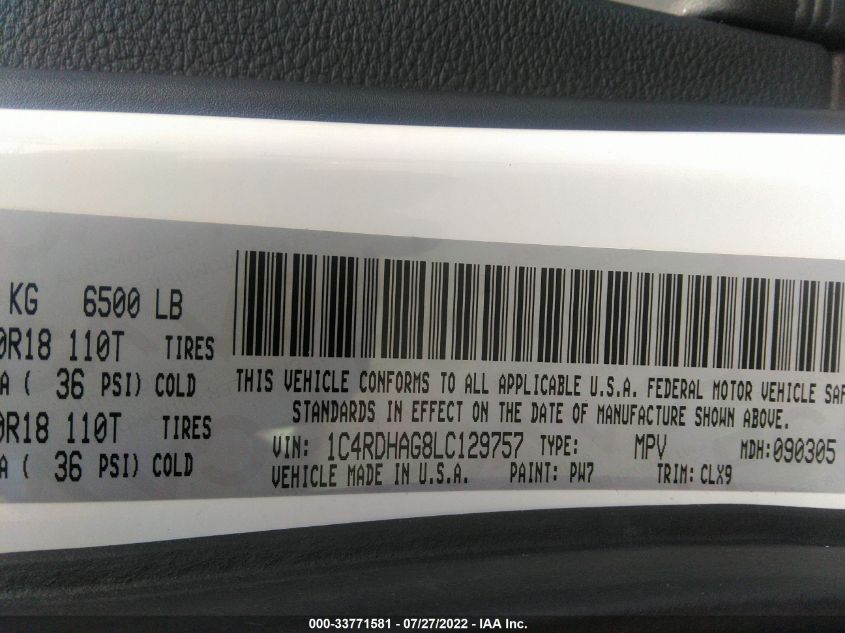 KG 6500 LB
0R18 110T TIRES
A ( 36 PSI) COLD
0R18 110T TIRES
A ( 36 PSI) COLD
THIS VEHICLE CONFORMS TO ALL APPLICABLE U.S.A. FEDERAL MOTOR VEHICLE SAF
STANDARDS IN EFFECT ON THE DATE OF MANUFACTURE SHOWN ABOVE.
VIN: 1C4RDHAG8LC129757 TYPE: MPV MDH: 090305
VEHICLE MADE IN U.S.A. PAINT: PW7 TRIM: CLX9
000-33771581 / 07/27/2022 - IAA Inc.